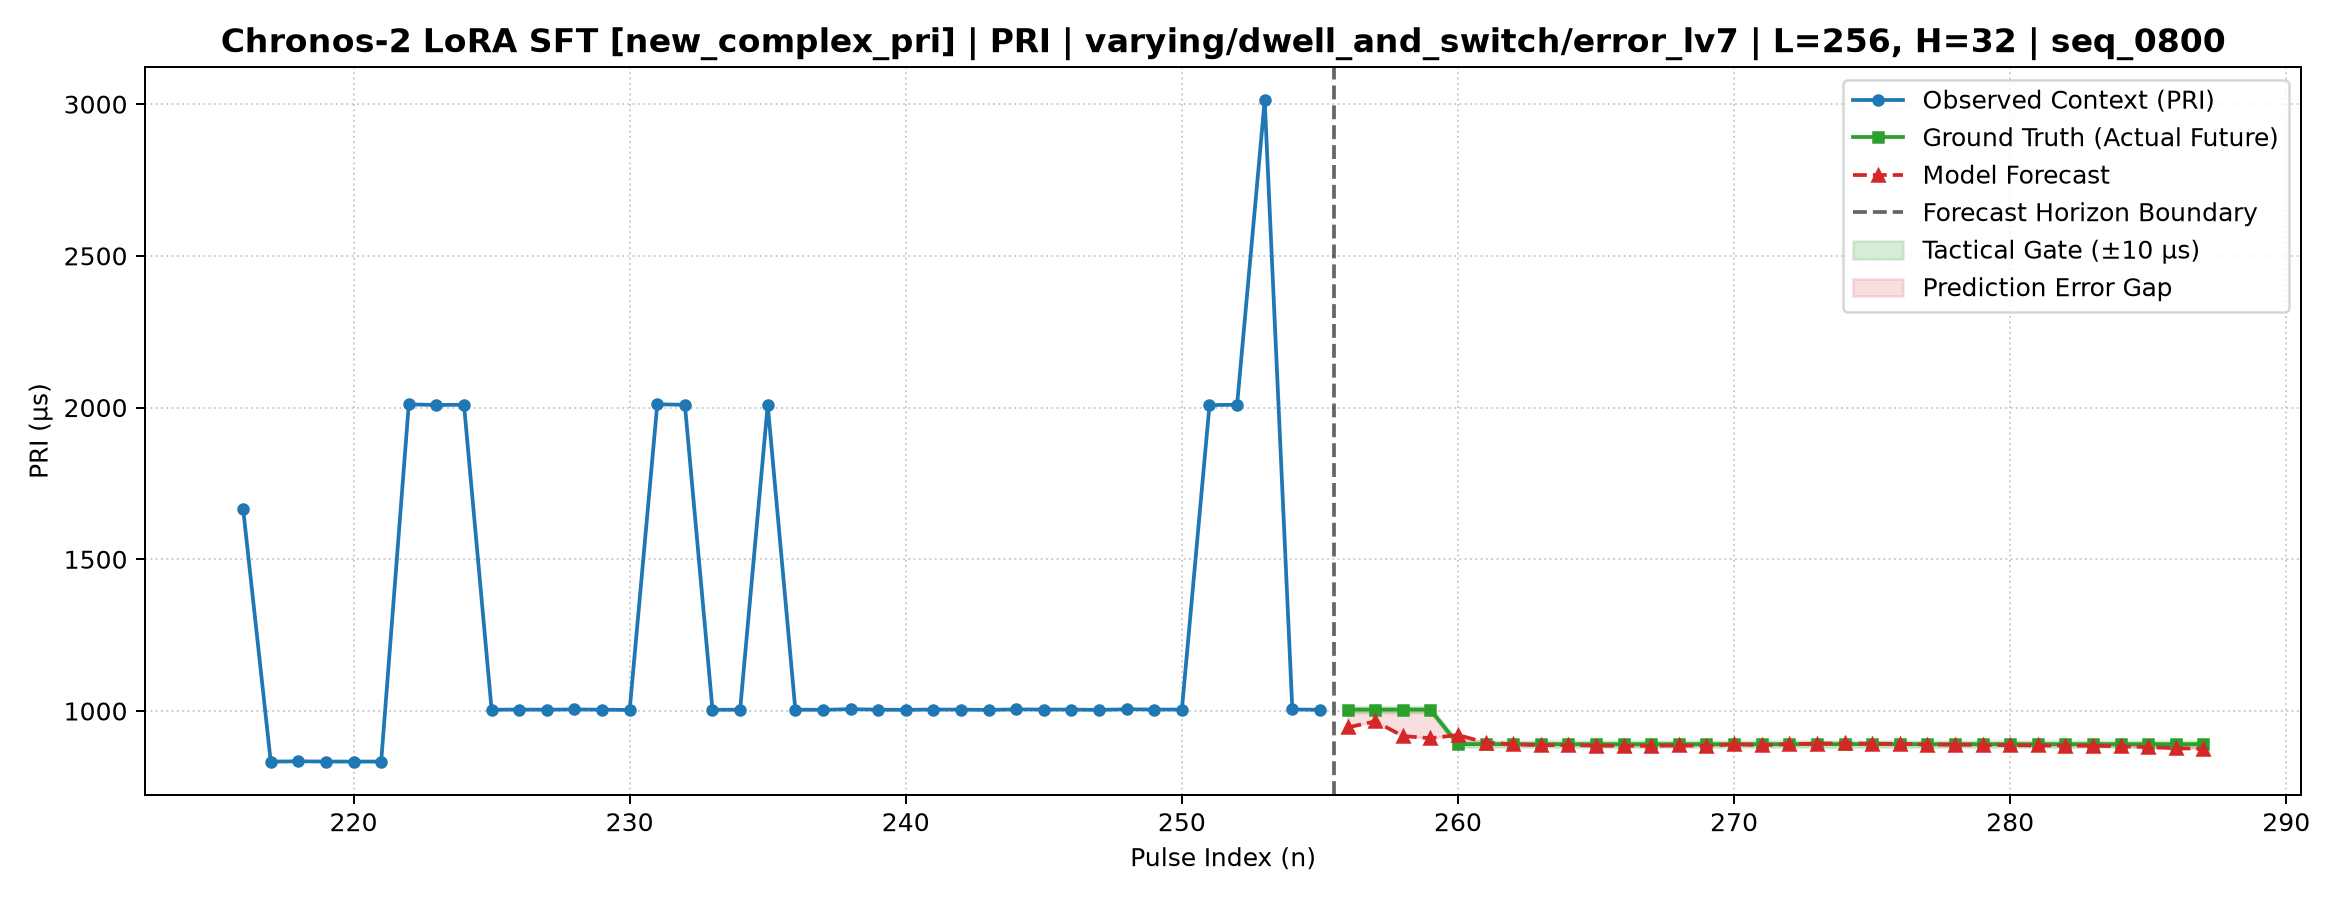 Chronos-2 LoRA SFT [new_complex_pri] | PRI | varying/dwell_and_switch/error_lv7 | L=256, H=32 | seq_0800
Observed Context (PRI)
Ground Truth (Actual Future)
Model Forecast
Forecast Horizon Boundary
Tactical Gate (±10 μs)
Prediction Error Gap
PRI (μs)
3000
2500
2000
1500
1000
220
230
240
250
260
270
280
290
Pulse Index (n)